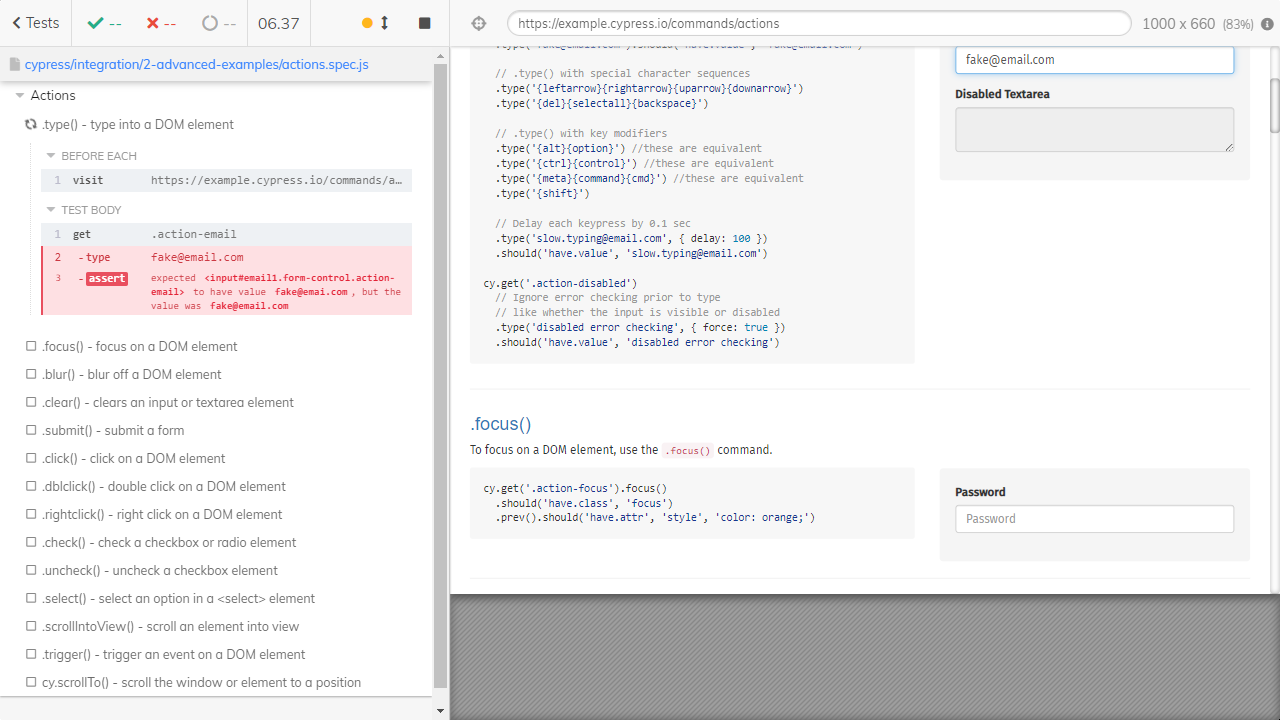 Tests
--
--
--
06.37
https://example.cypress.io/commands/actions
1000 x 660 (83%)
cypress/integration/2-advanced-examples/actions.spec.js
Actions
.type() - type into a DOM element
BEFORE EACH
1 visit https://example.cypress.io/commands/a…
TEST BODY
1 get .action-email
2 -type fake@email.com
3 -assert expected <input#email1.form-control.action-
email> to have value fake@emai.com, but the
value was fake@email.com
.focus() - focus on a DOM element
.blur() - blur off a DOM element
.clear() - clears an input or textarea element
.submit() - submit a form
.click() - click on a DOM element
.dblclick() - double click on a DOM element
.rightclick() - right click on a DOM element
.check() - check a checkbox or radio element
.uncheck() - uncheck a checkbox element
.select() - select an option in a <select> element
.scrollIntoView() - scroll an element into view
.trigger() - trigger an event on a DOM element
cy.scrollTo() - scroll the window or element to a position
.type('fake@email.com').should('have.value', 'fake@email.com')
// .type() with special character sequences
.type('{leftarrow}{rightarrow}{uparrow}{downarrow}')
.type('{del}{selectall}{backspace}')
// .type() with key modifiers
.type('{alt}{option}') //these are equivalent
.type('{ctrl}{control}') //these are equivalent
.type('{meta}{command}{cmd}') //these are equivalent
.type('{shift}')
// Delay each keypress by 0.1 sec
.type('slow.typing@email.com', { delay: 100 })
.should('have.value', 'slow.typing@email.com')
cy.get('.action-disabled')
// Ignore error checking prior to type
// like whether the input is visible or disabled
.type('disabled error checking', { force: true })
.should('have.value', 'disabled error checking')
fake@email.com
Disabled Textarea
.focus()
To focus on a DOM element, use the .focus() command.
cy.get('.action-focus').focus()
.should('have.class', 'focus')
.prev().should('have.attr', 'style', 'color: orange;')
Password
Password